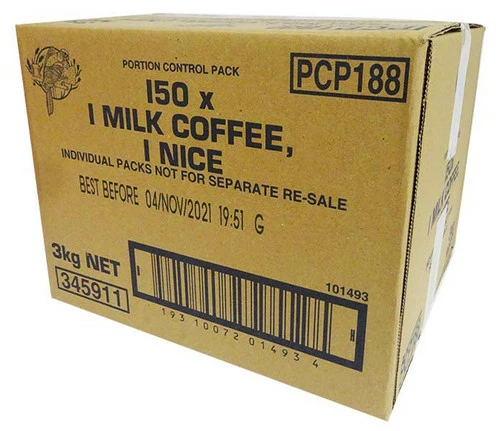 PORTION CONTROL PACK
PCP188
150 x
1 MILK COFFEE,
1 NICE
INDIVIDUAL PACKS NOT FOR SEPARATE RE-SALE
BEST BEFORE 04/NOV/2021 19:51 G
3kg NET
345911
101493
193 10072 01493 4